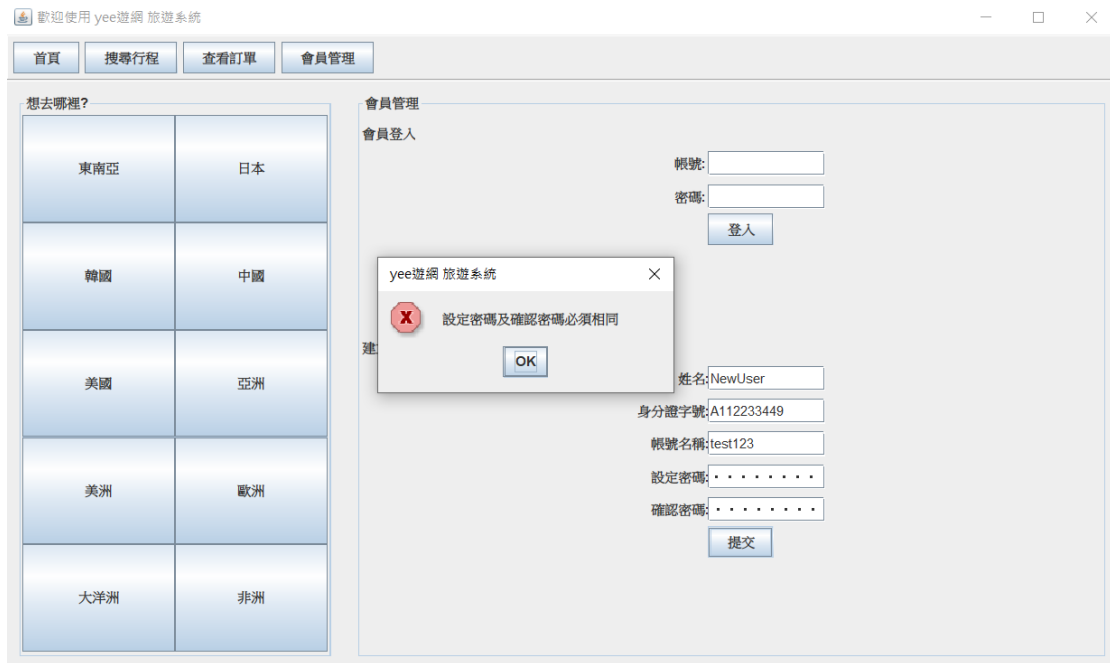 歡迎使用 yee遊網 旅遊系統
首頁 搜尋行程 查看訂單 會員管理
想去哪裡?
東南亞 日本
韓國 中國
美國 亞洲
美洲 歐洲
大洋洲 非洲
會員管理
會員登入
帳號:
密碼:
登入
yee遊網 旅遊系統
設定密碼及確認密碼必須相同
OK
建
姓名:NewUser
身分證字號:A112233449
帳號名稱:test123
設定密碼:
確認密碼:
提交